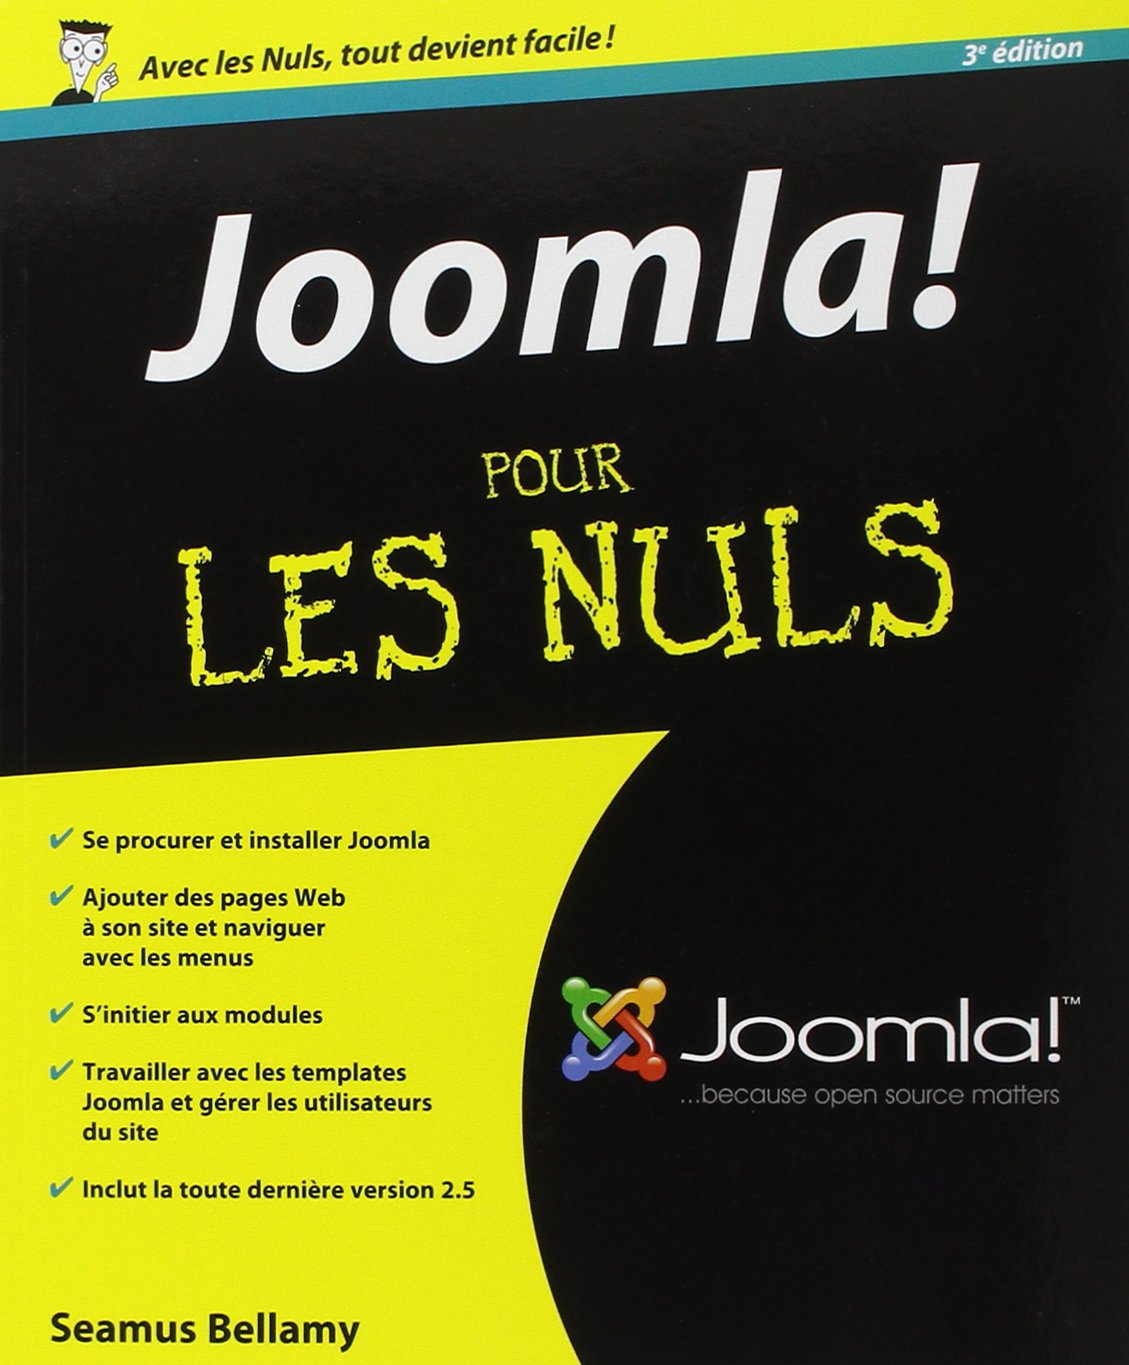 Avec les Nuls, tout devient facile !
3e édition
Joomla!
POUR
LES NULS
✔ Se procurer et installer Joomla
✔ Ajouter des pages Web
à son site et naviguer
avec les menus
✔ S'initier aux modules
✔ Travailler avec les templates
Joomla et gérer les utilisateurs
du site
✔ Inclut la toute dernière version 2.5
Joomla!™
...because open source matters
Seamus Bellamy